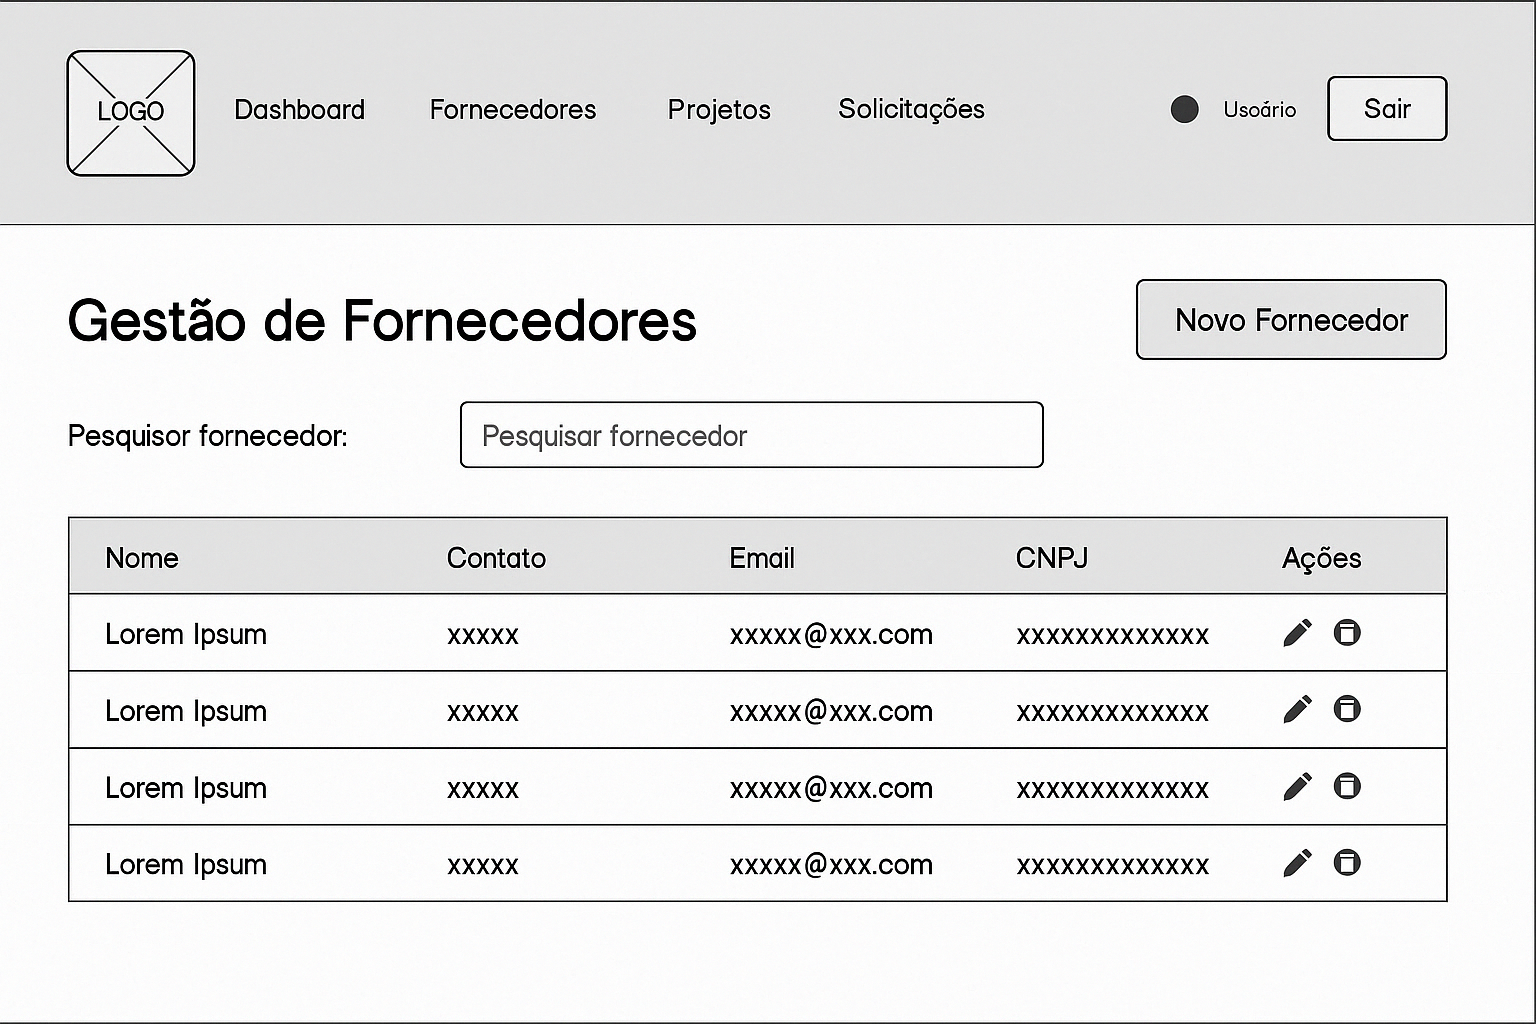 LOGO Dashboard Fornecedores Projetos Solicitações Usoário Sair
Gestão de Fornecedores Novo Fornecedor
Pesquisor fornecedor: Pesquisar fornecedor
Nome Contato Email CNPJ Ações
Lorem Ipsum xxxxx xxxxx@xxx.com xxxxxxxxxxxxx
Lorem Ipsum xxxxx xxxxx@xxx.com xxxxxxxxxxxxx
Lorem Ipsum xxxxx xxxxx@xxx.com xxxxxxxxxxxxx
Lorem Ipsum xxxxx xxxxx@xxx.com xxxxxxxxxxxxx